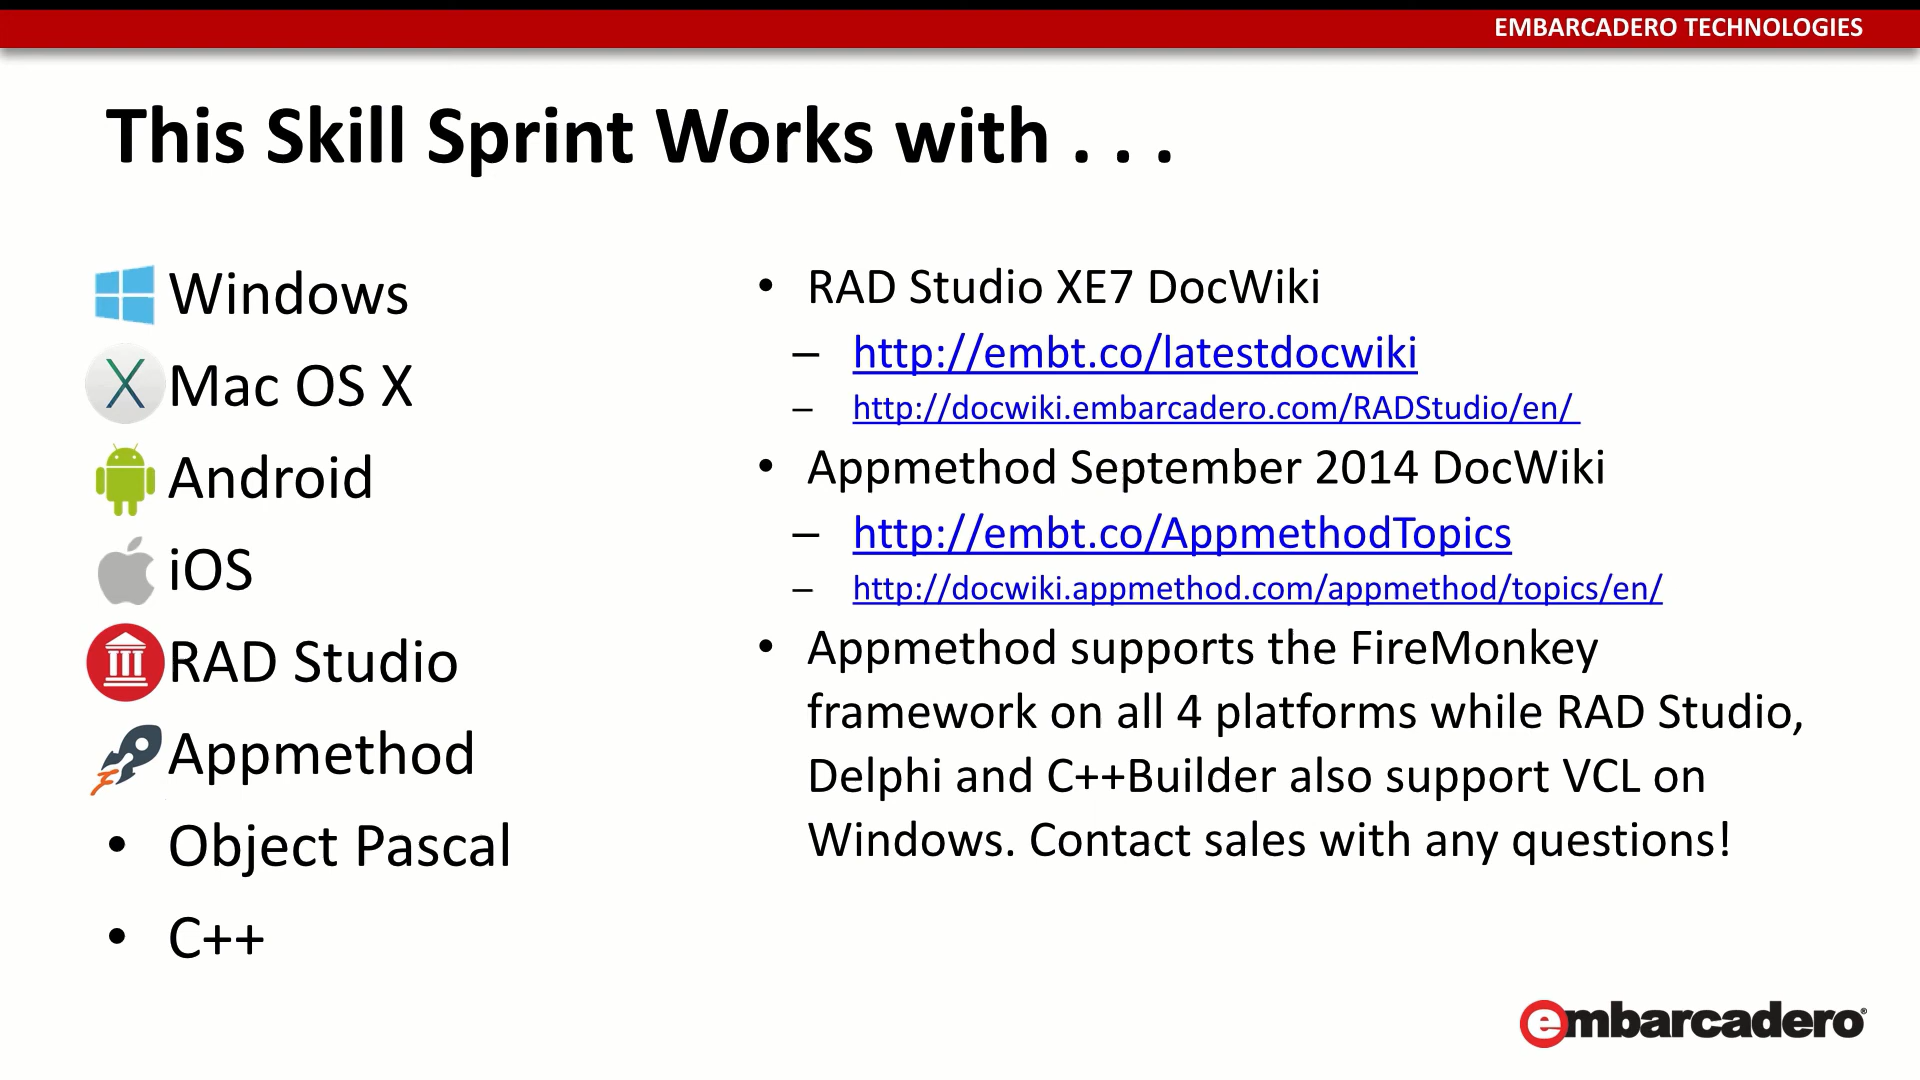 EMBARCADERO TECHNOLOGIES
This Skill Sprint Works with . . .
Windows
Mac OS X
Android
iOS
RAD Studio
Appmethod
• Object Pascal
• C++
• RAD Studio XE7 DocWiki
– http://embt.co/latestdocwiki
– http://docwiki.embarcadero.com/RADStudio/en/
• Appmethod September 2014 DocWiki
– http://embt.co/AppmethodTopics
– http://docwiki.appmethod.com/appmethod/topics/en/
• Appmethod supports the FireMonkey
framework on all 4 platforms while RAD Studio,
Delphi and C++Builder also support VCL on
Windows. Contact sales with any questions!
embarcadero®